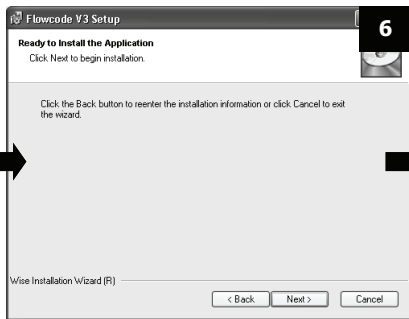 Flowcode V3 Setup
6
Ready to Install the Application
Click Next to begin installation.
Click the Back button to reenter the installation information or click Cancel to exit
the wizard.
Wise Installation Wizard (R)
< Back
Next >
Cancel